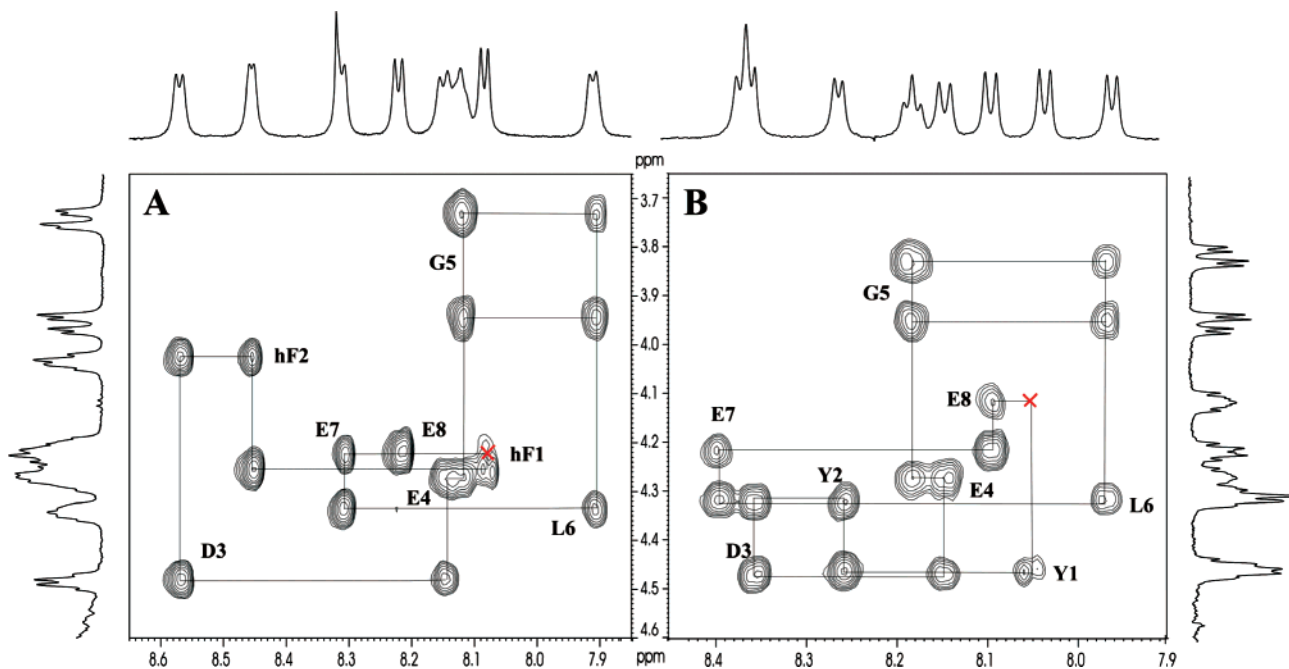 ppm
A
B
3.7
3.8
3.9
4.0
4.1
4.2
4.3
4.4
4.5
4.6
G5
hF2
E7
E8
hF1
E4
L6
D3
G5
E7
E8
Y2
E4
L6
D3
Y1
8.6 8.5 8.4 8.3 8.2 8.1 8.0 7.9 ppm 8.4 8.3 8.2 8.1 8.0 7.9